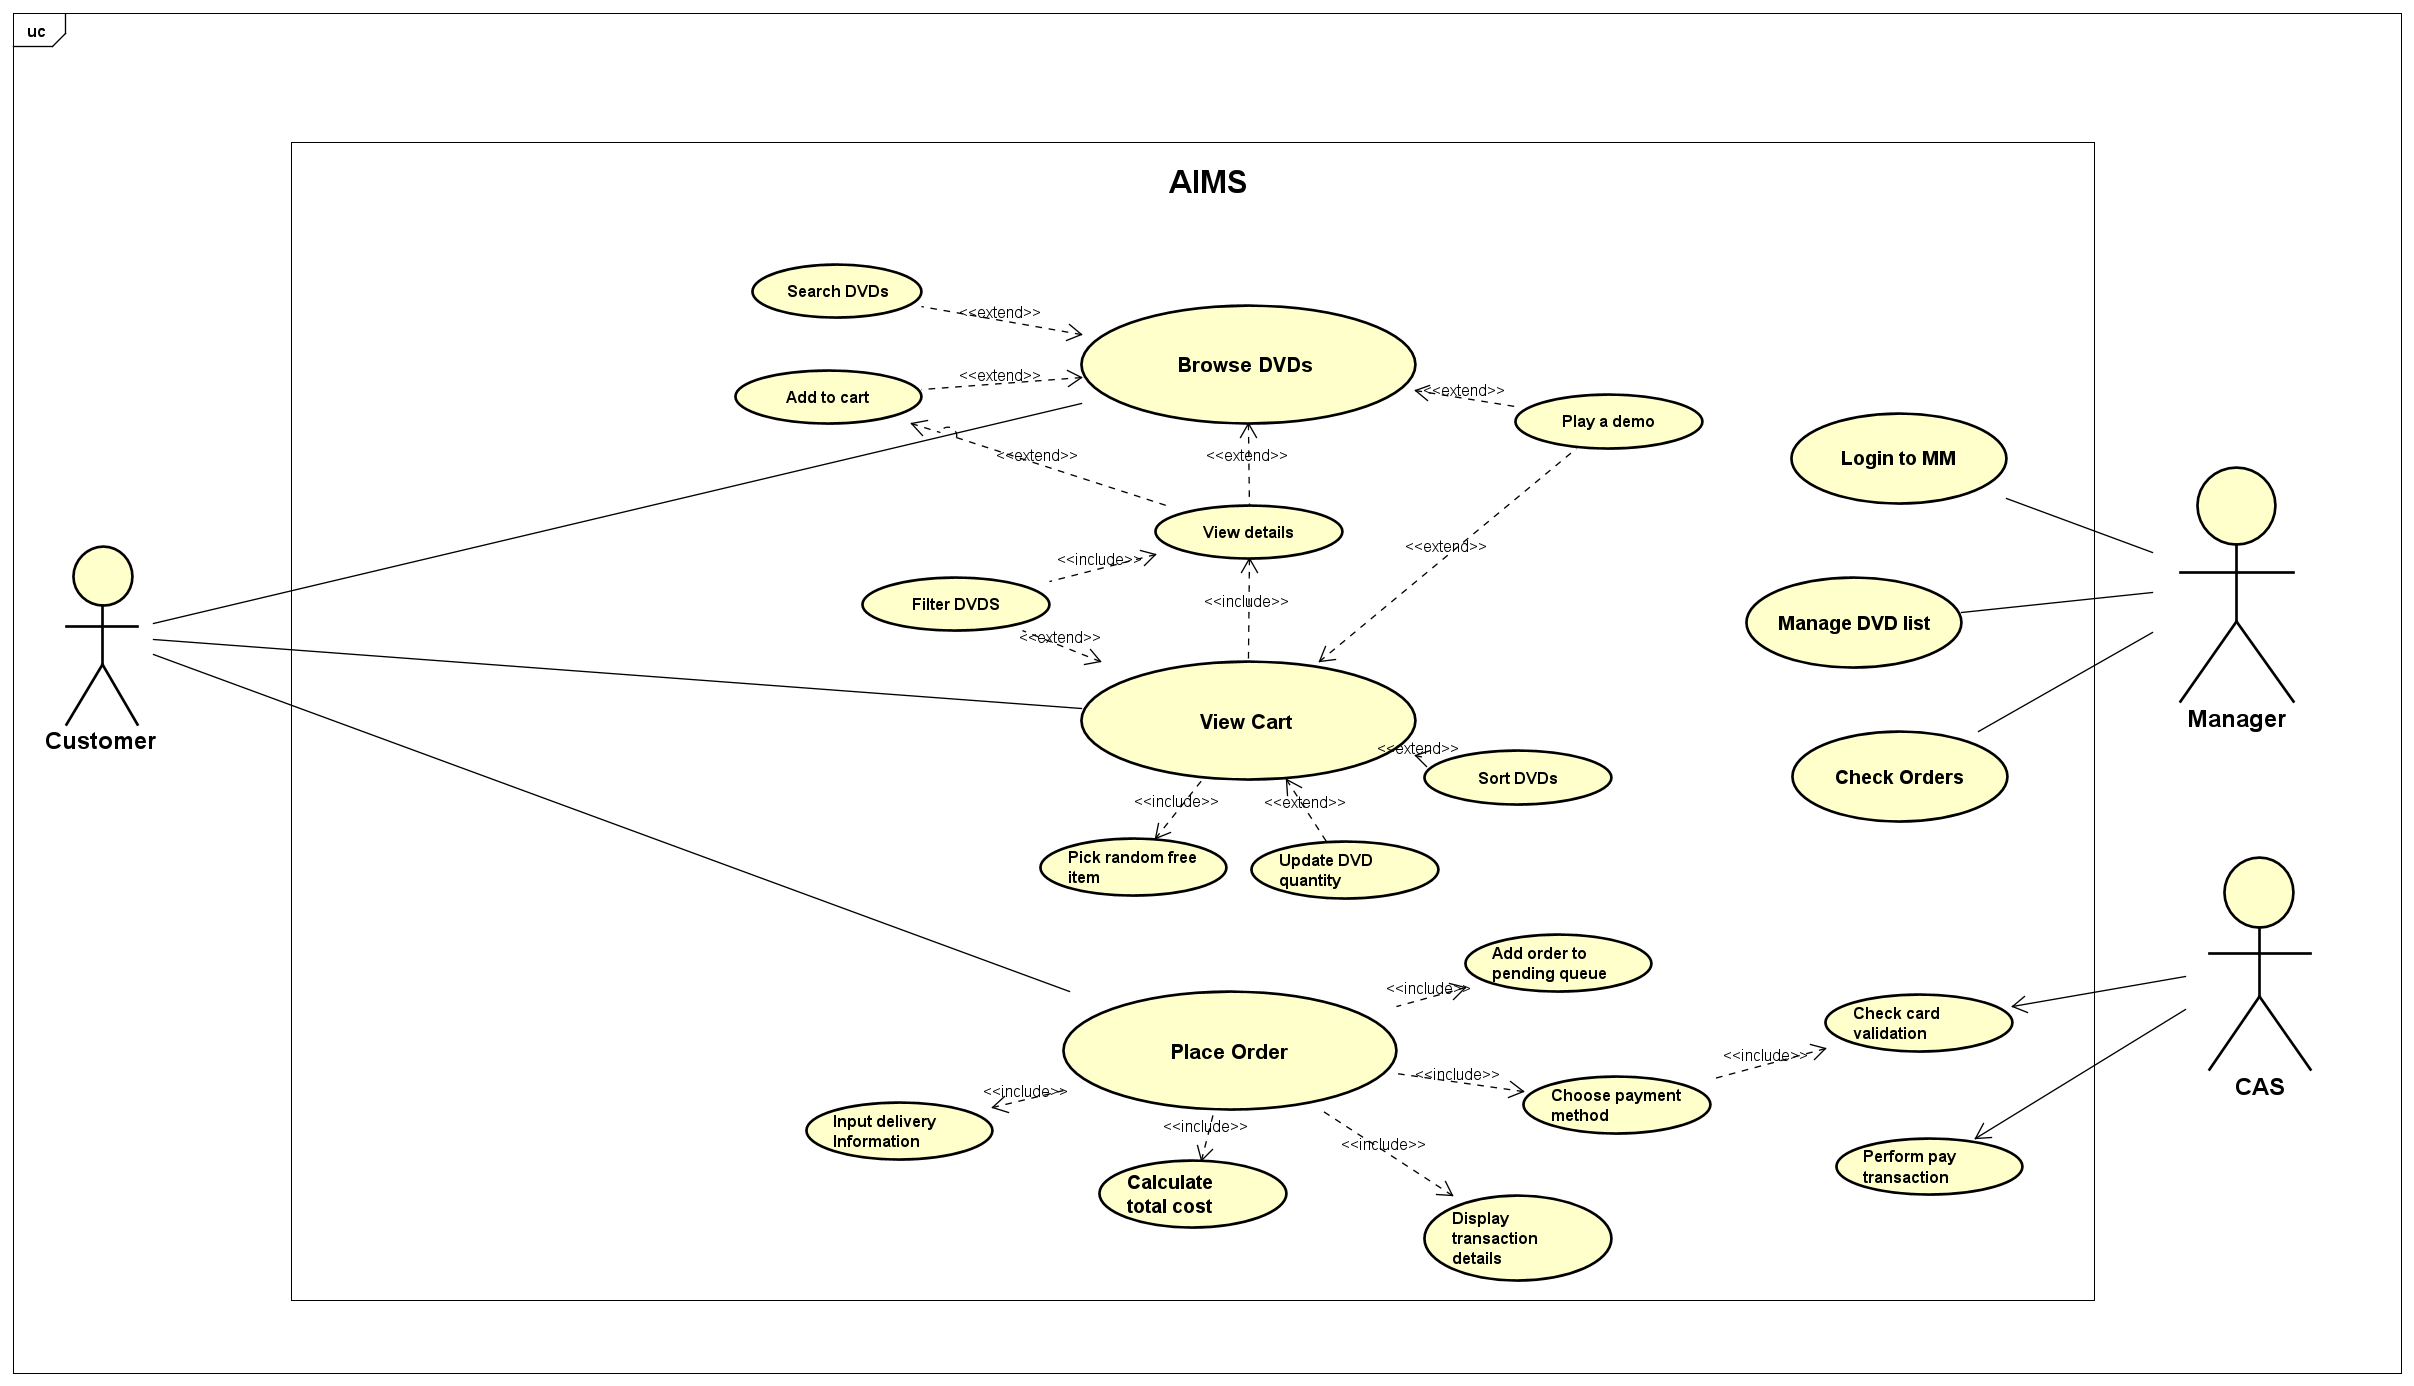 uc
AIMS
Search DVDs
<<extend>>
Browse DVDs
<<extend>>
Add to cart
<<extend>>
Play a demo
<<extend>>
<<extend>>
Login to MM
View details
<<extend>>
<<include>>
Filter DVDS
<<include>>
<<extend>>
Manage DVD list
Customer
View Cart
Manager
<<extend>>
Sort DVDs
Check Orders
<<include>>
<<extend>>
Pick random free
item
Update DVD
quantity
Add order to
pending queue
<<include>>
Check card
validation
Place Order
<<include>>
<<include>>
CAS
<<include>>
Choose payment
method
Input delivery
Information
<<include>>
<<include>>
Perform pay
transaction
Calculate
total cost
Display
transaction
details